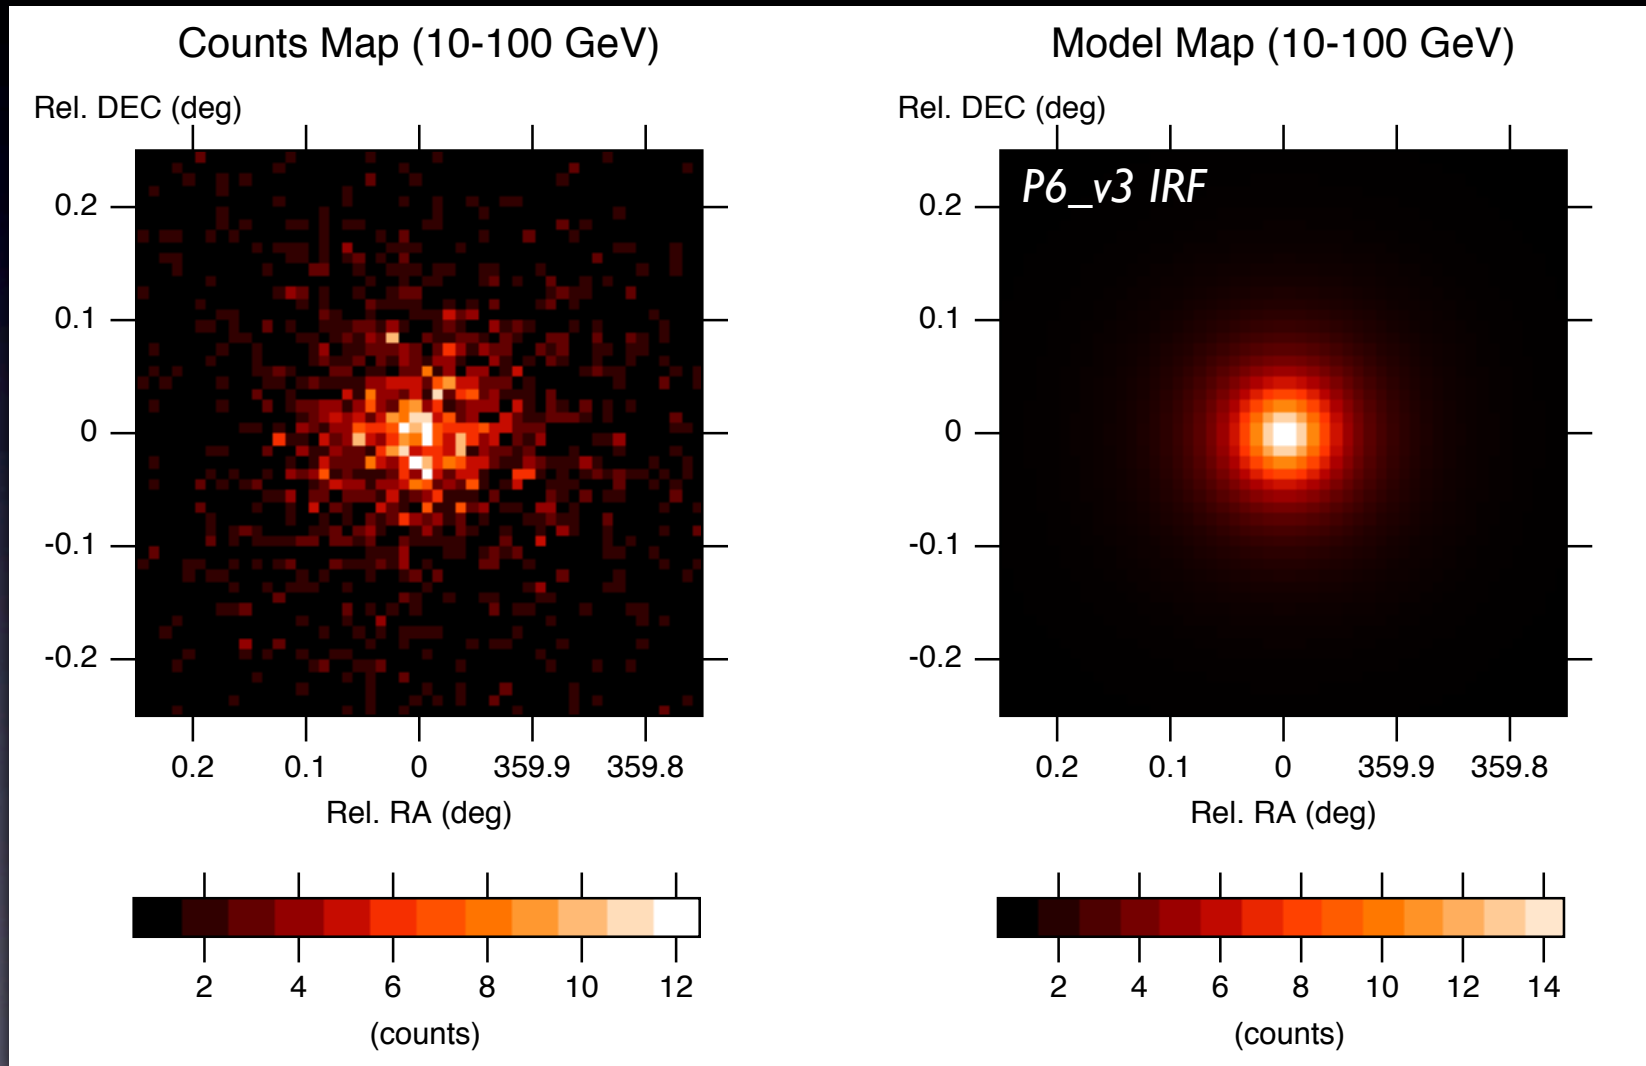 Counts Map (10-100 GeV)
Rel. DEC (deg)
0.2
0.1
0
-0.1
-0.2
0.2 0.1 0 359.9 359.8
Rel. RA (deg)
2 4 6 8 10 12
(counts)
Model Map (10-100 GeV)
Rel. DEC (deg)
P6_v3 IRF
0.2
0.1
0
-0.1
-0.2
0.2 0.1 0 359.9 359.8
Rel. RA (deg)
2 4 6 8 10 12 14
(counts)